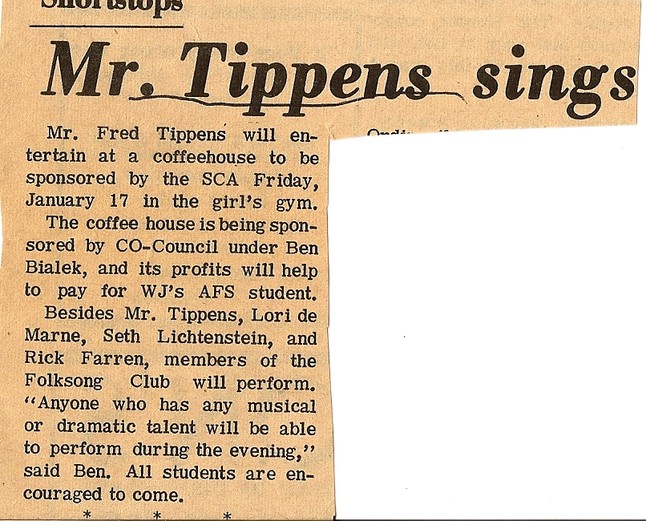 Shortstops
Mr. Tippens sings
Mr. Fred Tippens will en-
tertain at a coffeehouse to be
sponsored by the SCA Friday,
January 17 in the girl's gym.
The coffee house is being spon-
sored by CO-Council under Ben
Bialek, and its profits will help
to pay for WJ's AFS student.
Besides Mr. Tippens, Lori de
Marne, Seth Lichtenstein, and
Rick Farren, members of the
Folksong Club will perform.
“Anyone who has any musical
or dramatic talent will be able
to perform during the evening,”
said Ben. All students are en-
couraged to come.
* * *